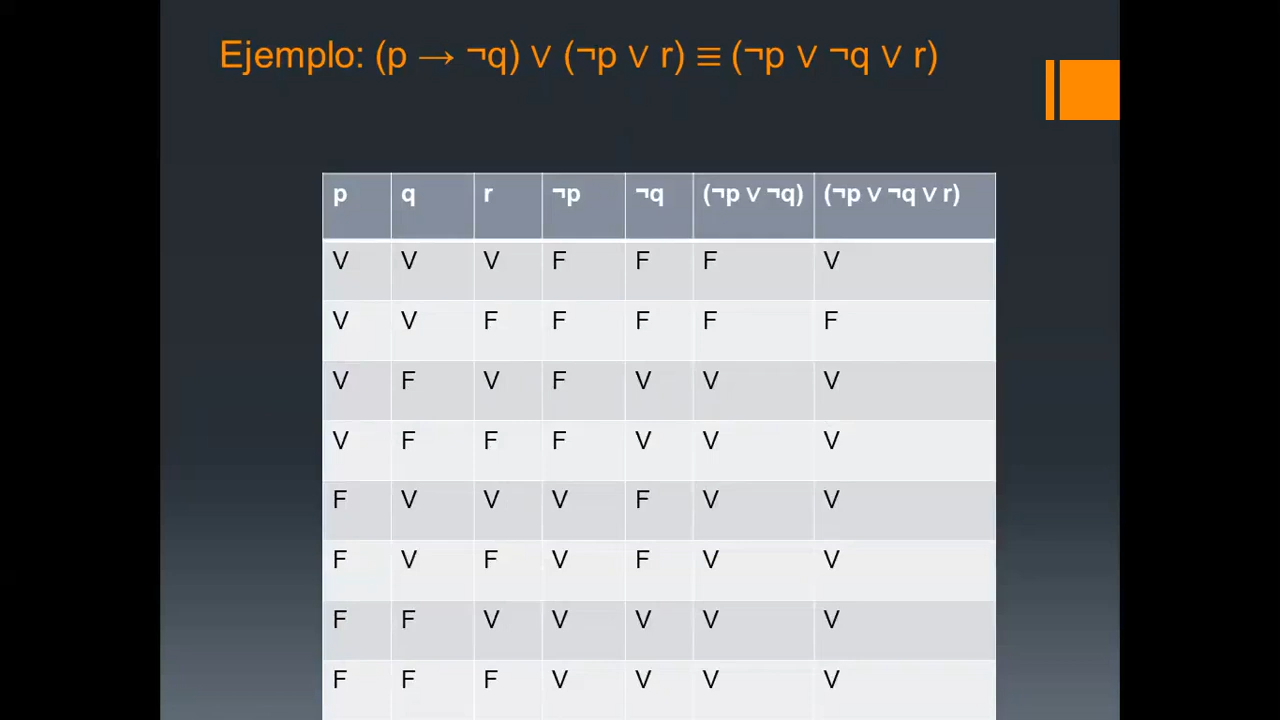 Ejemplo: (p → ¬q) ∨ (¬p ∨ r) ≡ (¬p ∨ ¬q ∨ r)
p q r ¬p ¬q (¬p ∨ ¬q) (¬p ∨ ¬q ∨ r)
V V V F F F V
V V F F F F F
V F V F V V V
V F F F V V V
F V V V F V V
F V F V F V V
F F V V V V V
F F F V V V V